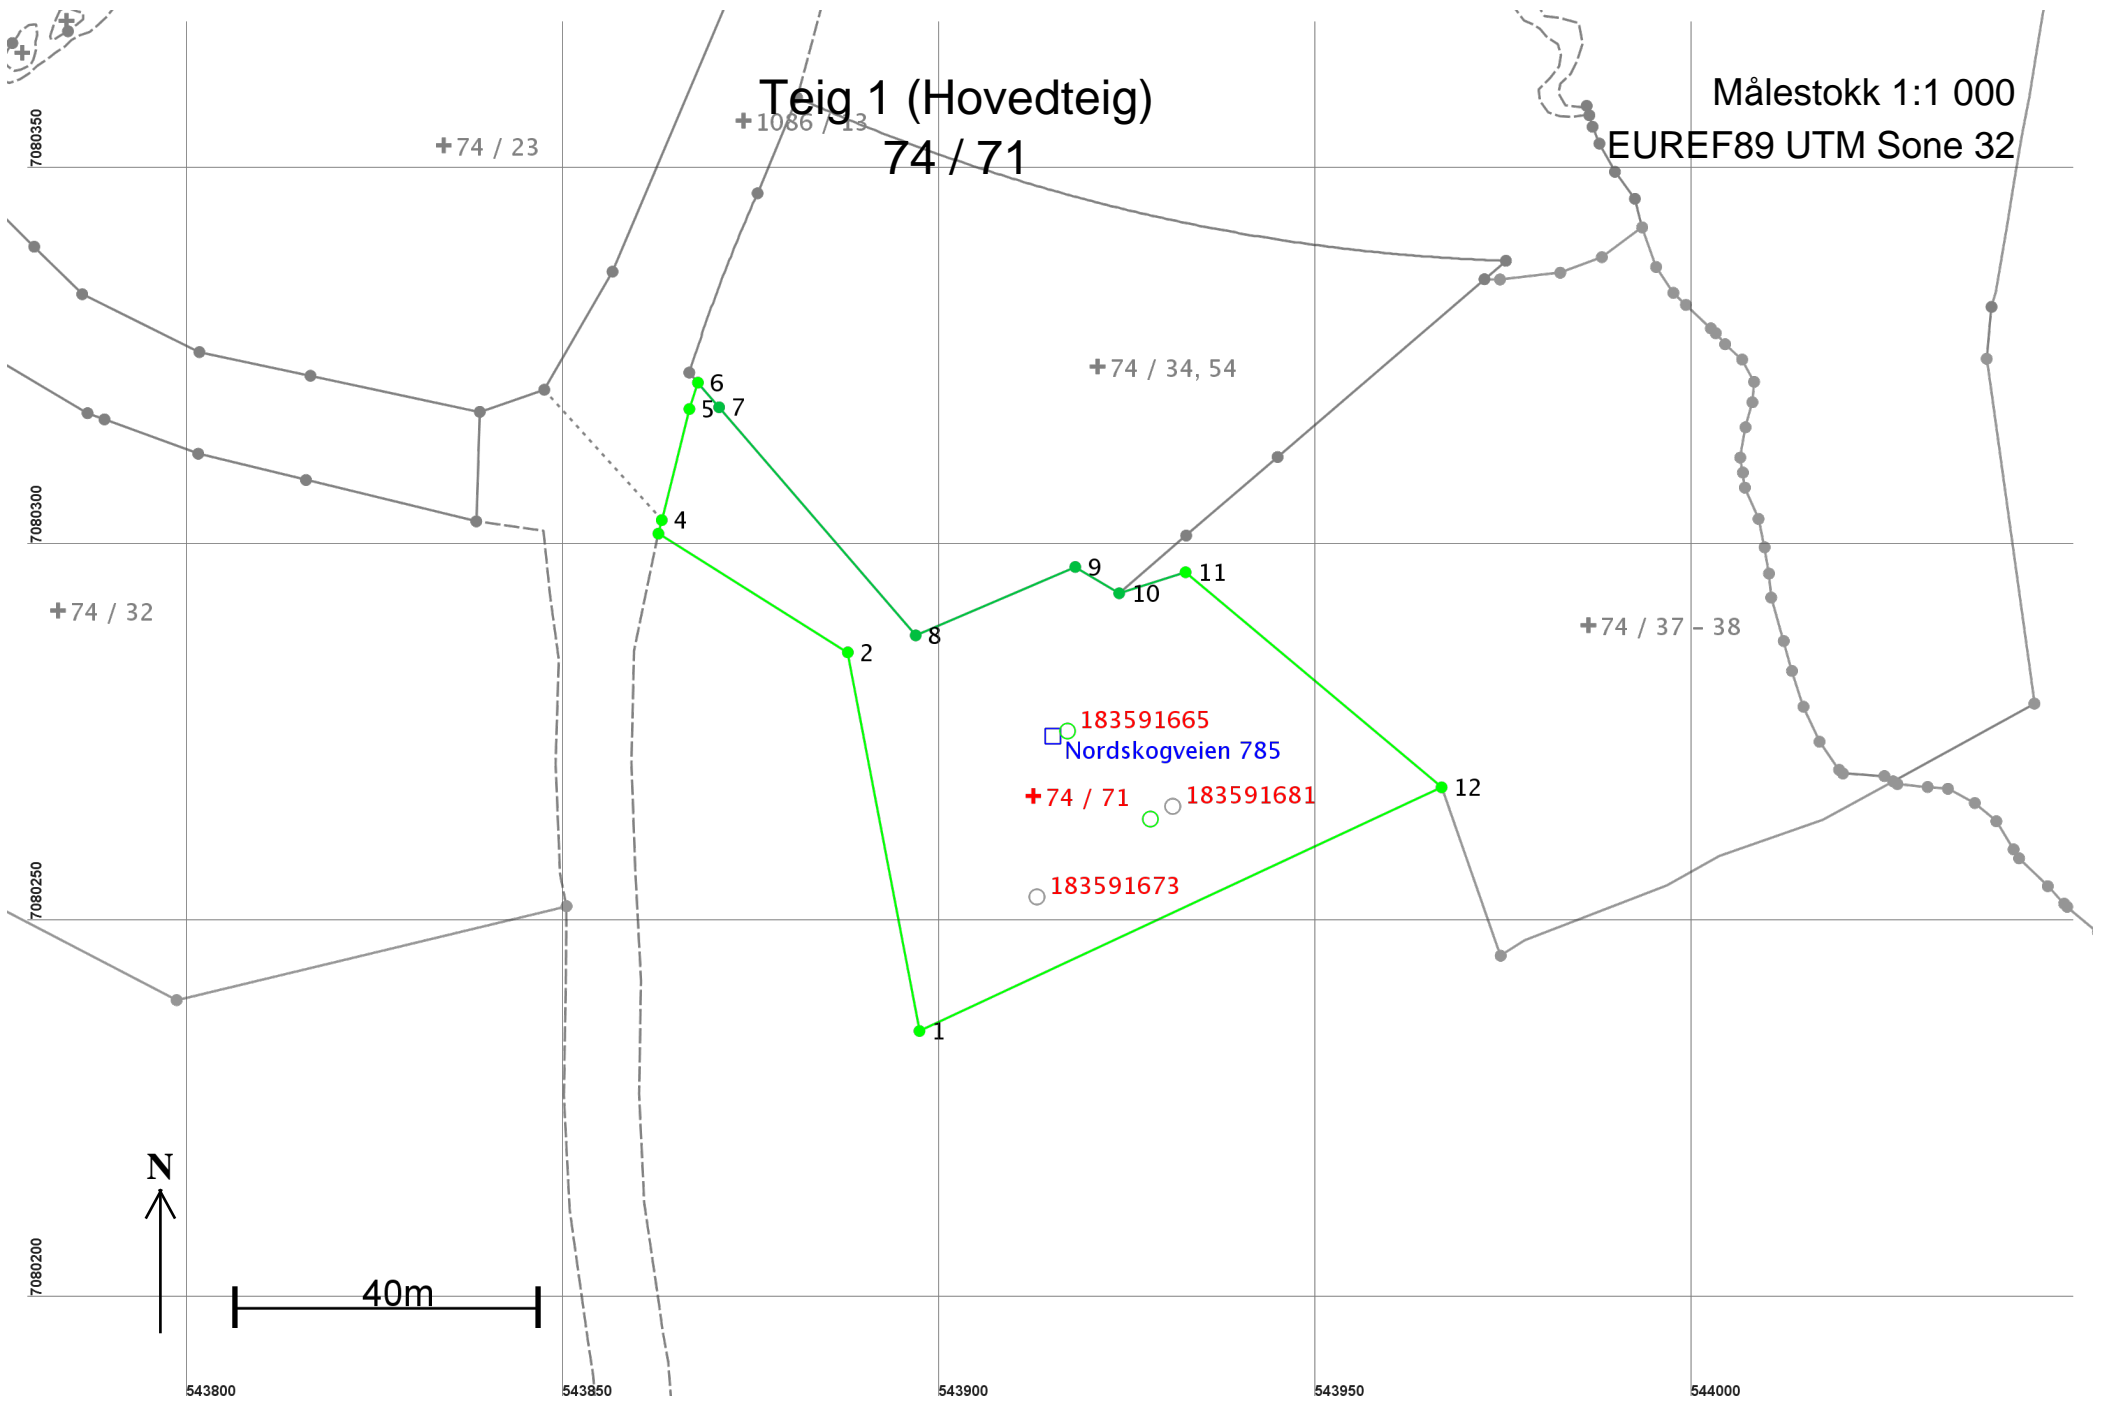 Teig 1 (Hovedteig)
74 / 71
Målestokk 1:1 000
EUREF89 UTM Sone 32
7080350
74 / 23
1086 / 13
74 / 34, 54
6
5
7
7080300
4
9
11
10
74 / 32
8
2
74 / 37 – 38
183591665
Nordskogveien 785
12
74 / 71
183591681
7080250
183591673
1
N
7080200
40m
543800
543850
543900
543950
544000